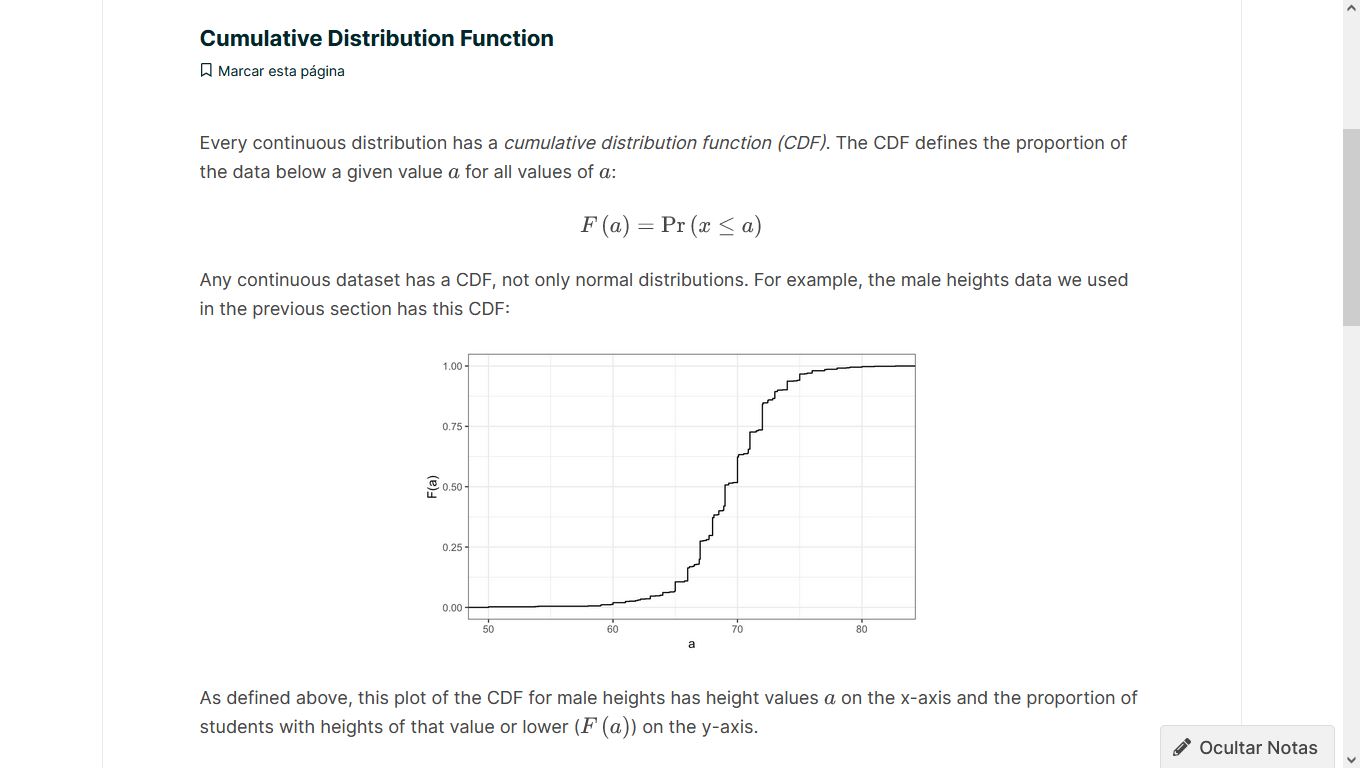 Cumulative Distribution Function
Marcar esta página
Every continuous distribution has a cumulative distribution function (CDF). The CDF defines the proportion of
the data below a given value a for all values of a:
F (a) = Pr (x ≤ a)
Any continuous dataset has a CDF, not only normal distributions. For example, the male heights data we used
in the previous section has this CDF:
1.00
0.75
0.50
0.25
0.00
F(a)
50 60 70 80
a
As defined above, this plot of the CDF for male heights has height values a on the x-axis and the proportion of
students with heights of that value or lower (F (a)) on the y-axis.
Ocultar Notas